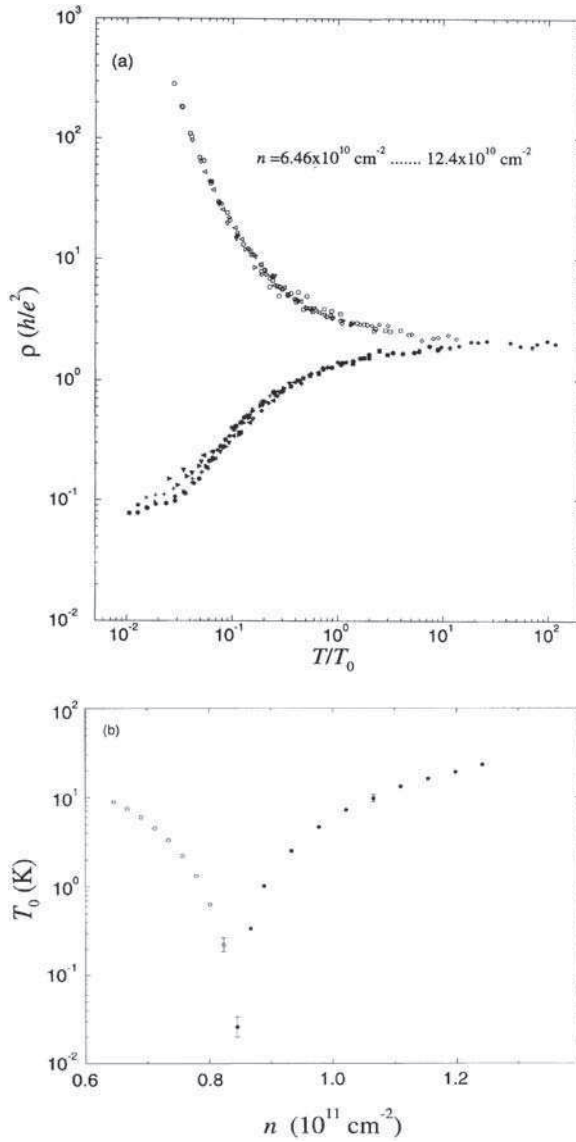 10³
(a)
n=6.46x10¹⁰ cm⁻² ....... 12.4x10¹⁰ cm⁻²
10²
10¹
ρ (h/e²)
10⁰
10⁻¹
10⁻²
10⁻² 10⁻¹ 10⁰ 10¹ 10²
T/T₀
10²
(b)
10¹
T₀ (K)
10⁰
10⁻¹
10⁻²
0.6 0.8 1.0 1.2
n (10¹¹ cm⁻²)